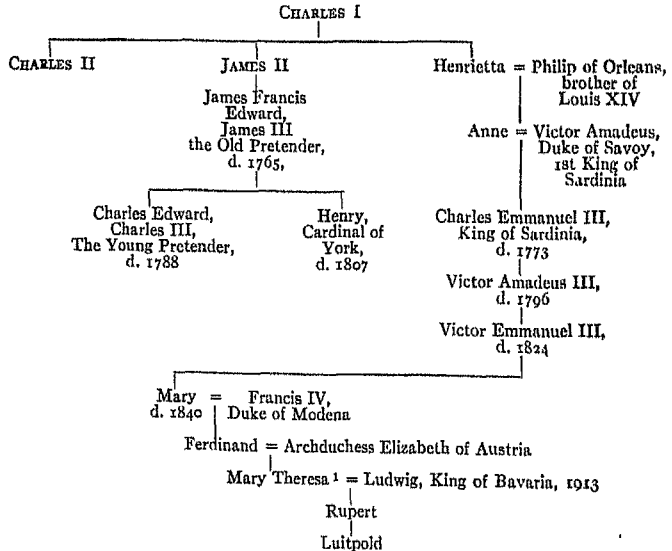 CHARLES I
CHARLES II
JAMES II
James Francis
Edward,
James III
the Old Pretender,
d. 1765,
Charles Edward,
Charles III,
The Young Pretender,
d. 1788
Henry,
Cardinal of
York,
d. 1807
Henrietta = Philip of Orleans,
brother of
Louis XIV
Anne = Victor Amadeus,
Duke of Savoy,
1st King of
Sardinia
Charles Emmanuel III,
King of Sardinia,
d. 1773
Victor Amadeus III,
d. 1796
Victor Emmanuel III,
d. 1824
Mary = Francis IV,
d. 1840 Duke of Modena
Ferdinand = Archduchess Elizabeth of Austria
Mary Theresa 1 = Ludwig, King of Bavaria, 1913
Rupert
Luitpold